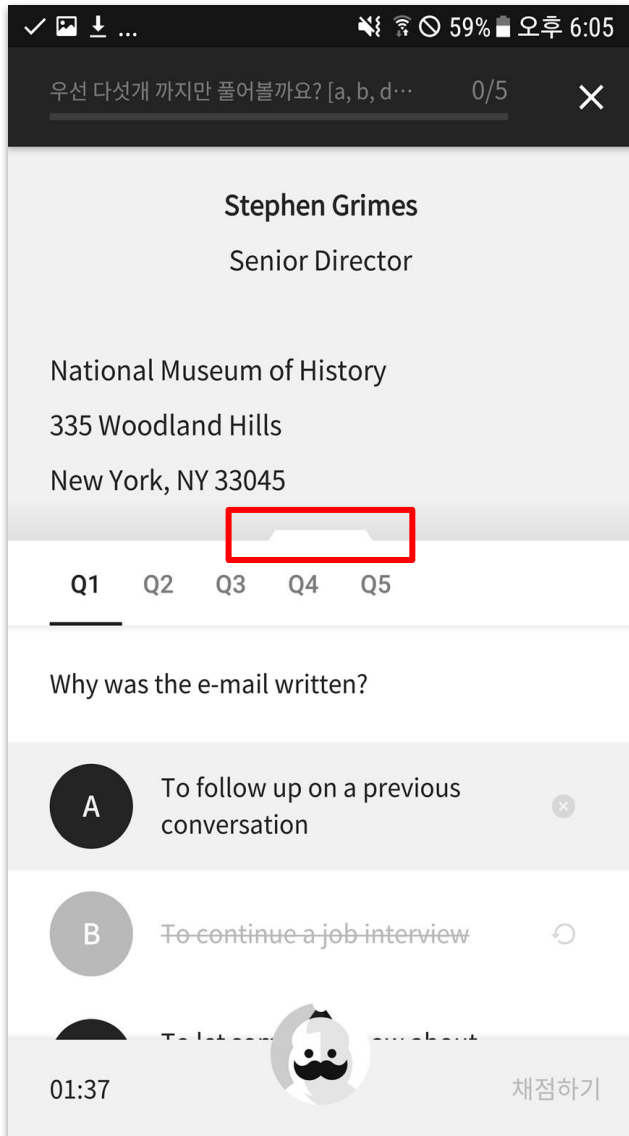 ... 59% 오후 6:05
우선 다섯개 까지만 풀어볼까요? [a, b, d··· 0/5
Stephen Grimes
Senior Director
National Museum of History
335 Woodland Hills
New York, NY 33045
Q1 Q2 Q3 Q4 Q5
Why was the e-mail written?
A To follow up on a previous
conversation
B To continue a job interview
01:37 채점하기